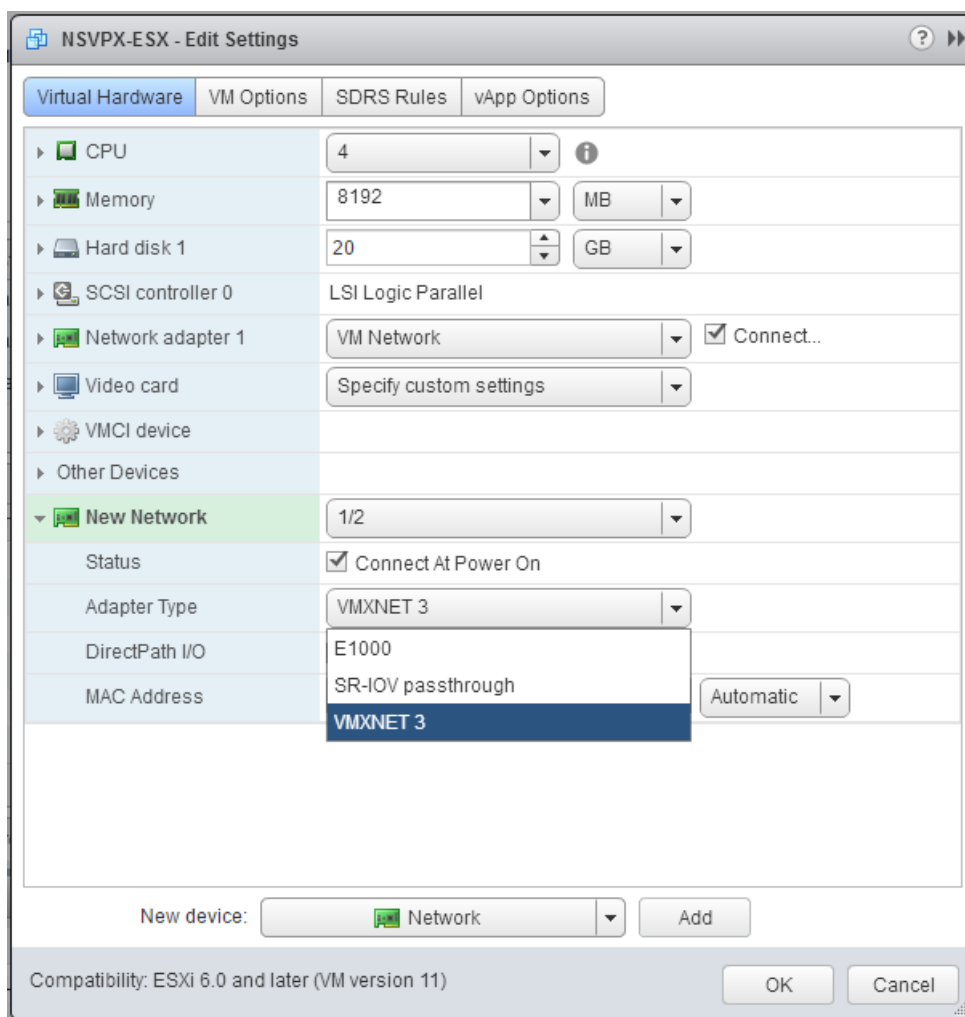 NSVPX-ESX - Edit Settings ?
Virtual Hardware VM Options SDRS Rules vApp Options
CPU 4
Memory 8192 MB
Hard disk 1 20 GB
SCSI controller 0 LSI Logic Parallel
Network adapter 1 VM Network Connect...
Video card Specify custom settings
VMCI device
Other Devices
New Network 1/2
Status Connect At Power On
Adapter Type VMXNET 3
DirectPath I/O E1000
SR-IOV passthrough
MAC Address Automatic
VMXNET 3
New device: Network Add
Compatibility: ESXi 6.0 and later (VM version 11) OK Cancel